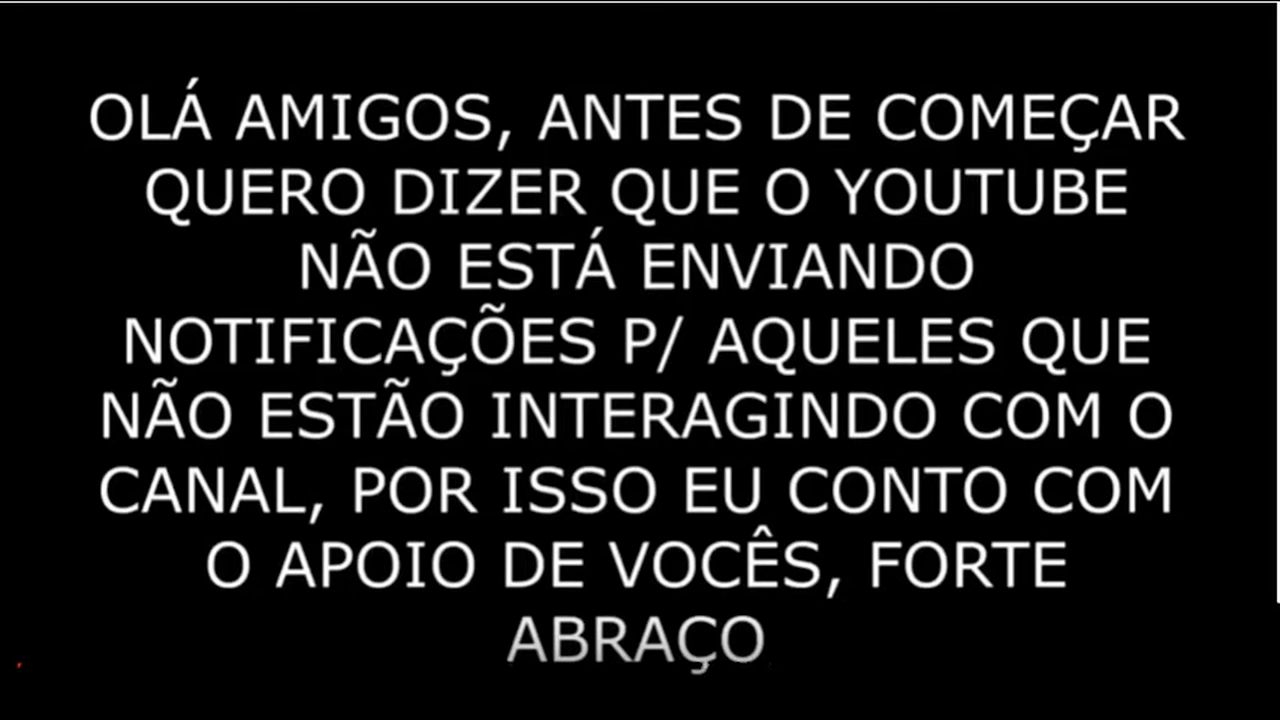 OLÁ AMIGOS, ANTES DE COMEÇAR
QUERO DIZER QUE O YOUTUBE
NÃO ESTÁ ENVIANDO
NOTIFICAÇÕES P/ AQUELES QUE
NÃO ESTÃO INTERAGINDO COM O
CANAL, POR ISSO EU CONTO COM
O APOIO DE VOCÊS, FORTE
ABRAÇO